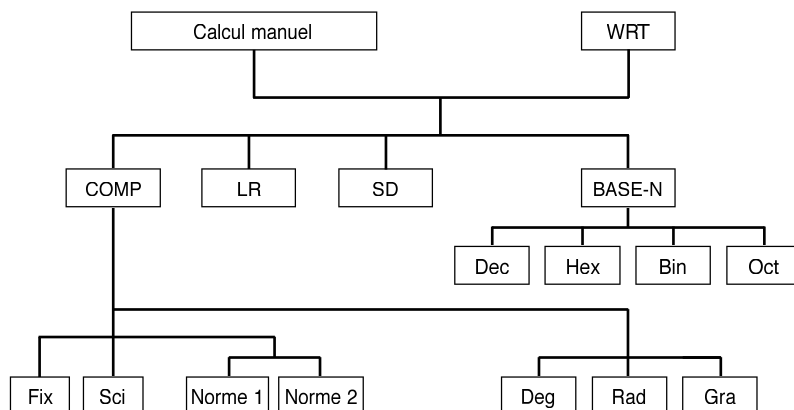 Calcul manuel
WRT
COMP
LR
SD
BASE-N
Dec
Hex
Bin
Oct
Fix
Sci
Norme 1
Norme 2
Deg
Rad
Gra